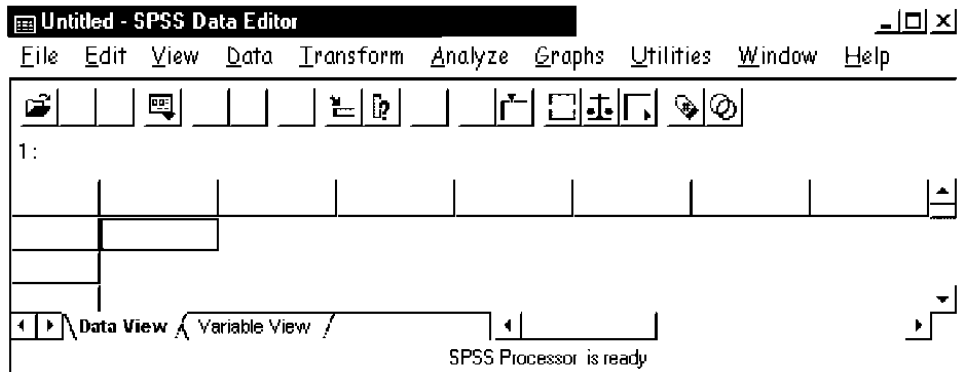 Untitled - SPSS Data Editor
File Edit View Data Transform Analyze Graphs Utilities Window Help
1:
Data View Variable View
SPSS Processor is ready